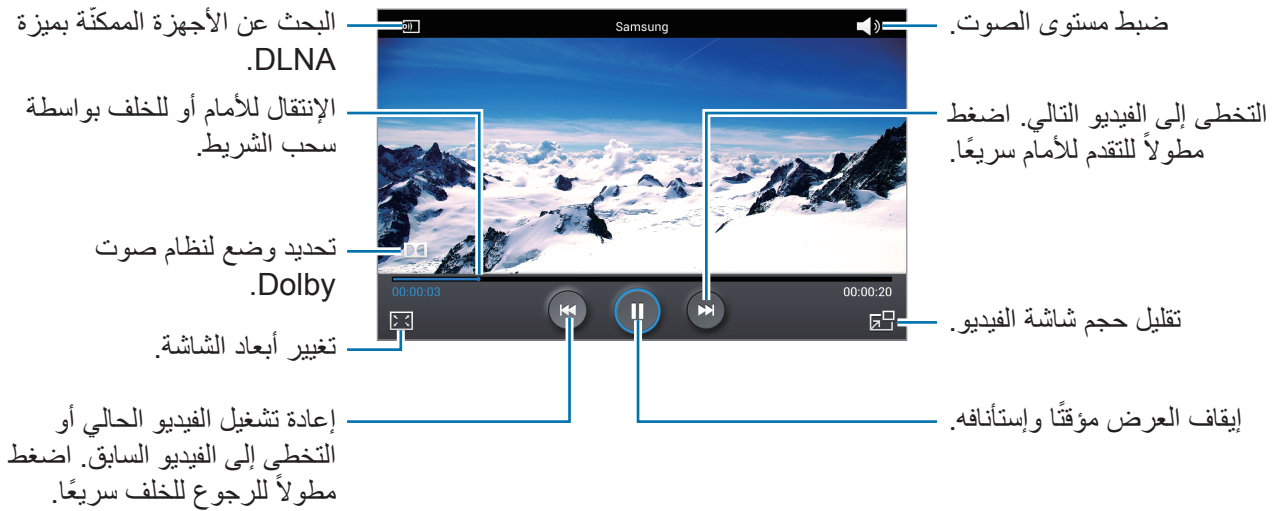 Samsung
ضبط مستوى الصوت.
التخطى إلى الفيديو التالي. اضغط
مطولاً للتقدم للأمام سريعًا.
تقليل حجم شاشة الفيديو.
إيقاف العرض مؤقتًا وإستأنافه.
البحث عن الأجهزة الممكنّة بميزة
DLNA.
الإنتقال للأمام أو للخلف بواسطة
سحب الشريط.
تحديد وضع لنظام صوت
Dolby.
00:00:03
00:00:20
تغيير أبعاد الشاشة.
إعادة تشغيل الفيديو الحالي أو
التخطى إلى الفيديو السابق. اضغط
مطولاً للرجوع للخلف سريعًا.